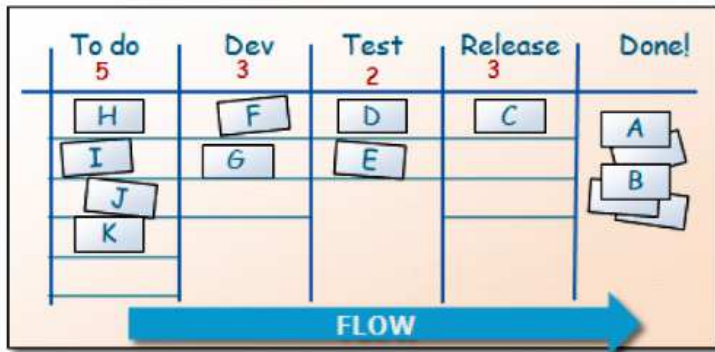 To do Dev Test Release Done!
5 3 2 3
H F D C A
I G E B
J
K
FLOW